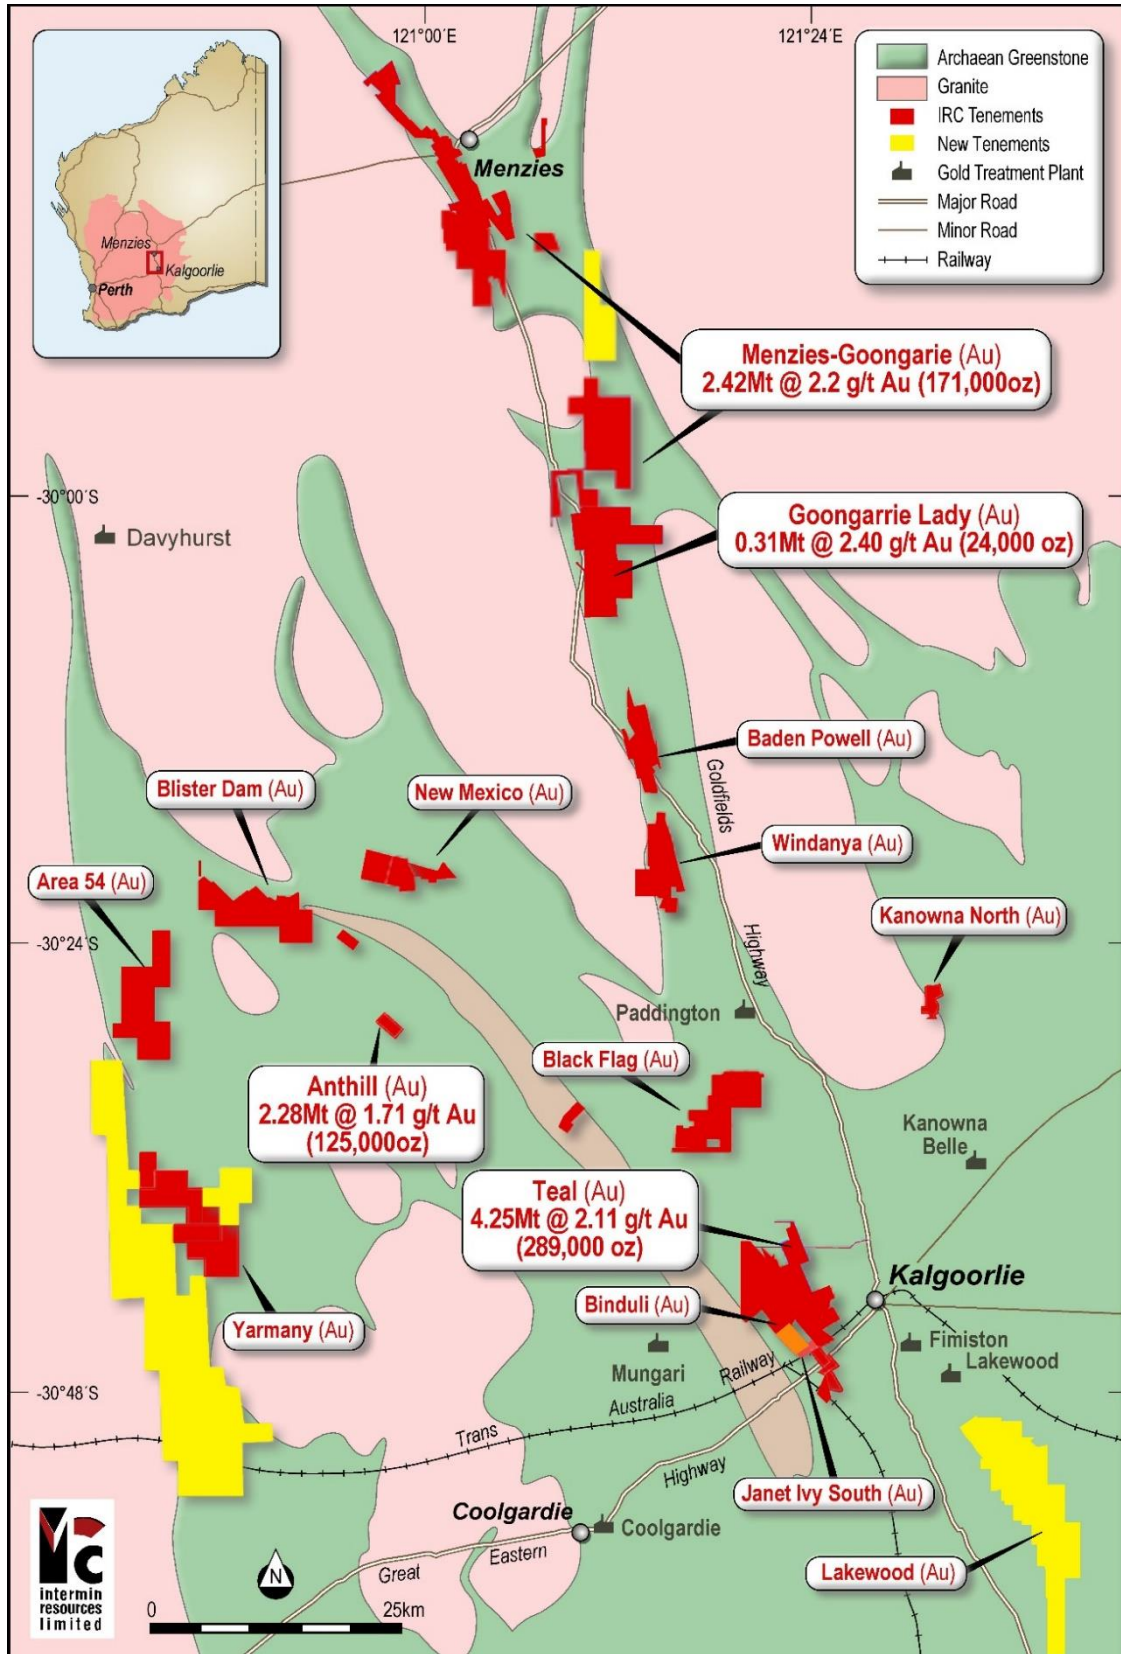 121°00´E
121°24´E
Archaean Greenstone
Granite
IRC Tenements
New Tenements
Gold Treatment Plant
Major Road
Minor Road
Railway
Menzies
Kalgoorlie
Perth
Menzies
Menzies-Goongarie (Au)
2.42Mt @ 2.2 g/t Au (171,000oz)
-30°00´S
Davyhurst
Goongarrie Lady (Au)
0.31Mt @ 2.40 g/t Au (24,000 oz)
Baden Powell (Au)
Goldfields
Highway
Blister Dam (Au)
New Mexico (Au)
Windanya (Au)
Area 54 (Au)
Kanowna North (Au)
-30°24´S
Paddington
Black Flag (Au)
Anthill (Au)
2.28Mt @ 1.71 g/t Au
(125,000oz)
Kanowna
Belle
Teal (Au)
4.25Mt @ 2.11 g/t Au
(289,000 oz)
Kalgoorlie
Binduli (Au)
Yarmany (Au)
Mungari
Fimiston
Lakewood
-30°48´S
Trans
Australia
Railway
Highway
Janet Ivy South (Au)
Coolgardie
Coolgardie
Great
Eastern
Lakewood (Au)
intermin
resources
limited
N
0
25km